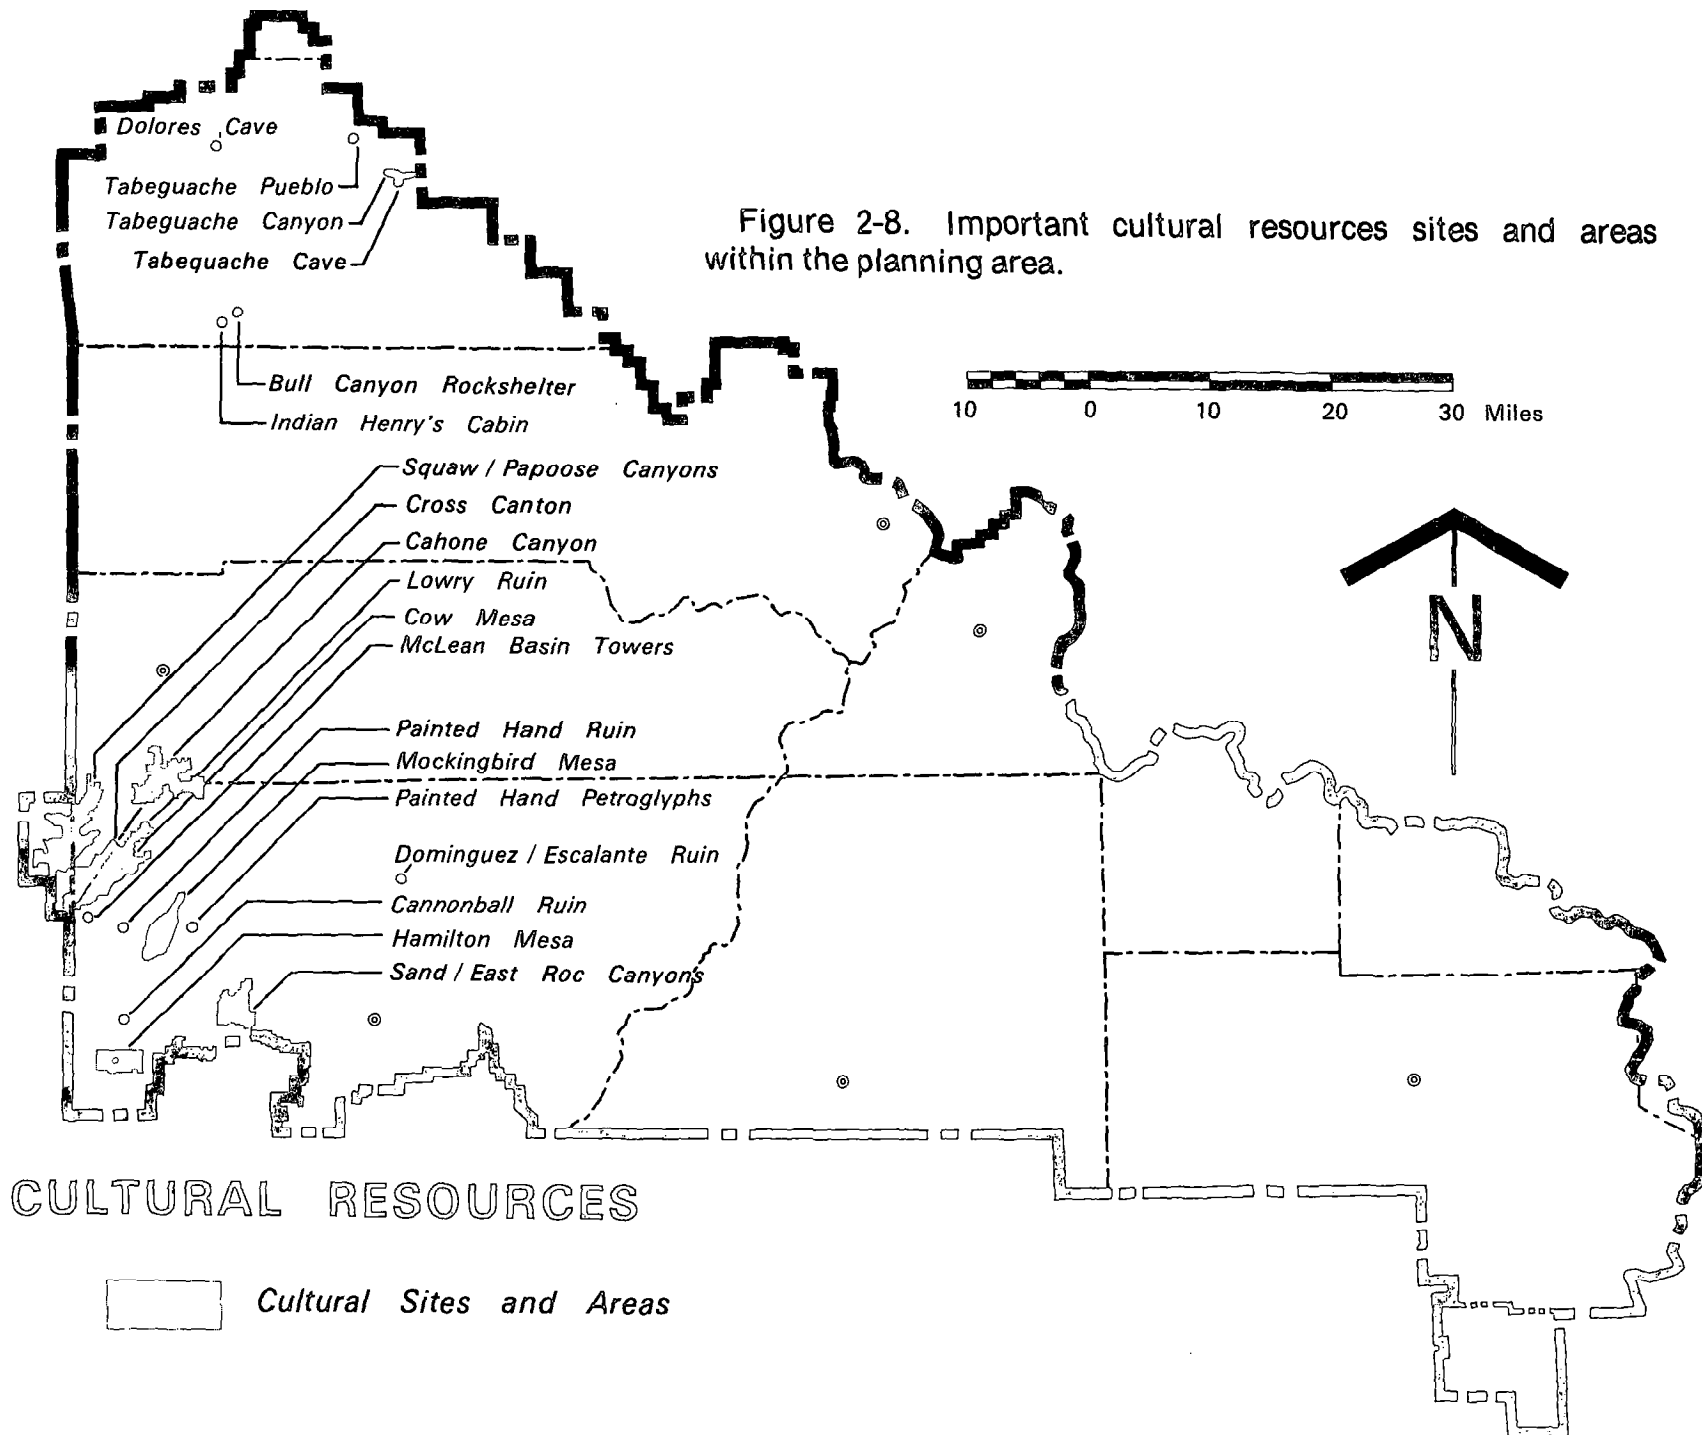 Dolores Cave
Tabeguache Pueblo
Tabeguache Canyon
Tabequache Cave
Figure 2-8. Important cultural resources sites and areas
within the planning area.
Bull Canyon Rockshelter
Indian Henry's Cabin
10 0 10 20 30 Miles
Squaw / Papoose Canyons
Cross Canton
Cahone Canyon
Lowry Ruin
Cow Mesa
McLean Basin Towers
N
Painted Hand Ruin
Mockingbird Mesa
Painted Hand Petroglyphs
Dominguez / Escalante Ruin
Cannonball Ruin
Hamilton Mesa
Sand / East Roc Canyons
CULTURAL RESOURCES
Cultural Sites and Areas